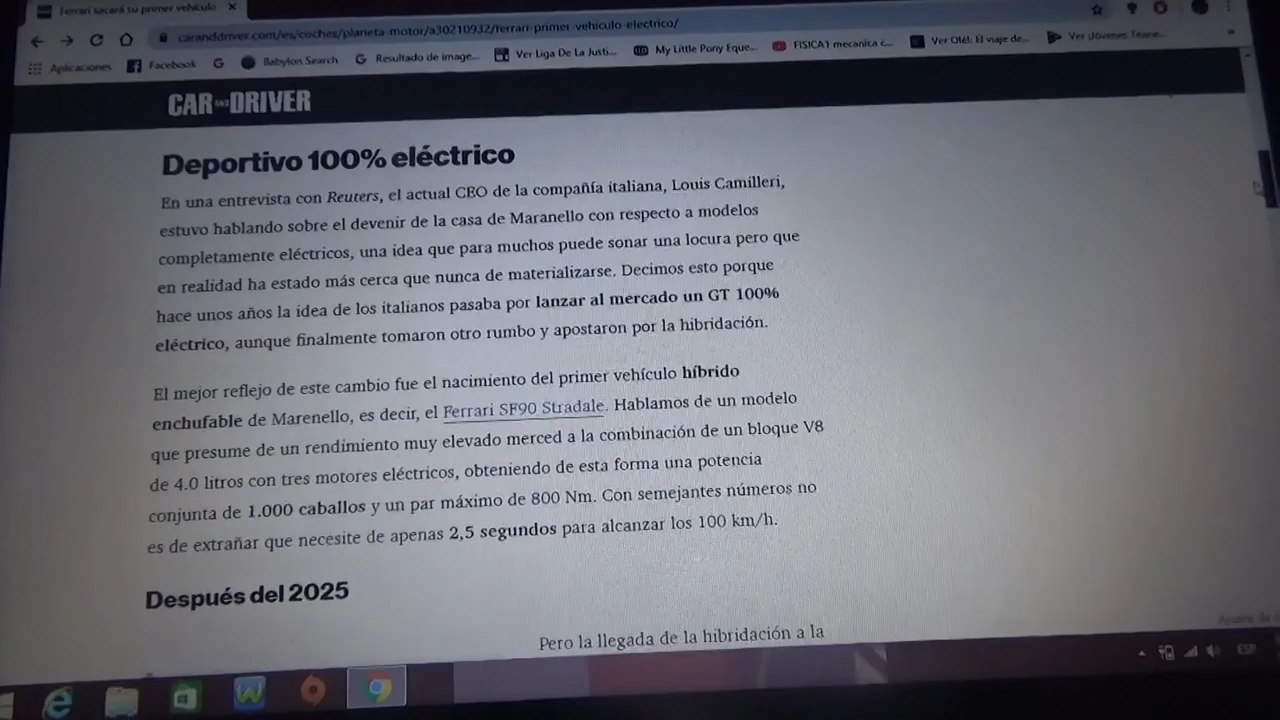 Ferrari sacará su primer vehículo
caranddriver.com/es/coches/planeta-motor/a30210932/ferrari-primer-vehiculo-electrico/
Aplicaciones Facebook Babylon Search Resultado de image... Ver Liga De La Justi... My Little Pony Eque... FISICA1 mecanica c... Ver Olé!: El viaje de... Ver Jóvenes Titane...
CAR AND DRIVER
Deportivo 100% eléctrico
En una entrevista con Reuters, el actual CEO de la compañía italiana, Louis Camilleri,
estuvo hablando sobre el devenir de la casa de Maranello con respecto a modelos
completamente eléctricos, una idea que para muchos puede sonar una locura pero que
en realidad ha estado más cerca que nunca de materializarse. Decimos esto porque
hace unos años la idea de los italianos pasaba por lanzar al mercado un GT 100%
eléctrico, aunque finalmente tomaron otro rumbo y apostaron por la hibridación.
El mejor reflejo de este cambio fue el nacimiento del primer vehículo híbrido
enchufable de Marenello, es decir, el Ferrari SF90 Stradale. Hablamos de un modelo
que presume de un rendimiento muy elevado merced a la combinación de un bloque V8
de 4.0 litros con tres motores eléctricos, obteniendo de esta forma una potencia
conjunta de 1.000 caballos y un par máximo de 800 Nm. Con semejantes números no
es de extrañar que necesite de apenas 2,5 segundos para alcanzar los 100 km/h.
Después del 2025
Pero la llegada de la hibridación a la
ESP